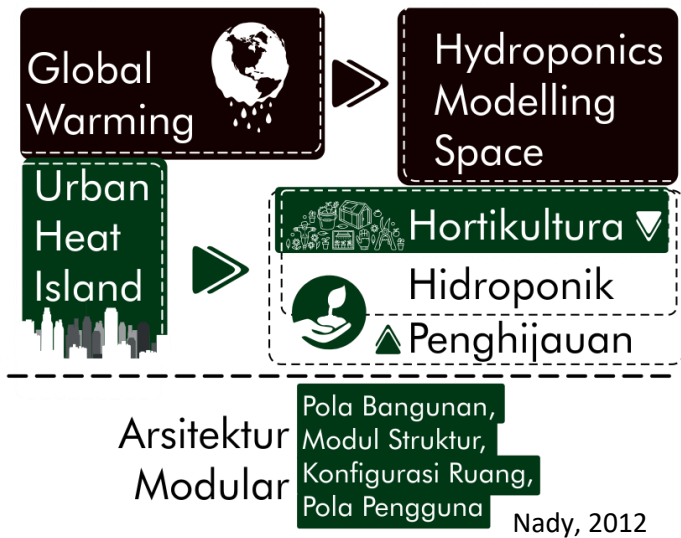 Global
Warming
Hydroponics
Modelling
Space
Urban
Heat
Island
Hortikultura
Hidroponik
Penghijauan
Arsitektur
Modular
Pola Bangunan,
Modul Struktur,
Konfigurasi Ruang,
Pola Pengguna
Nady, 2012